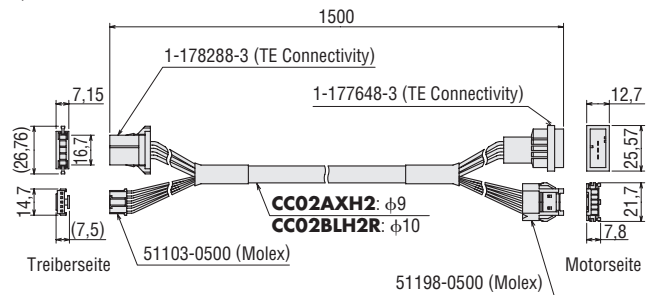 1500
1-178288-3 (TE Connectivity)
7,15
1-177648-3 (TE Connectivity)
12,7
(26,76)
16,7
25,57
14,7
(7,5)
CC02AXH2: ϕ9
CC02BLH2R: ϕ10
21,7
7,8
51103-0500 (Molex)
Treiberseite
51198-0500 (Molex)
Motorseite